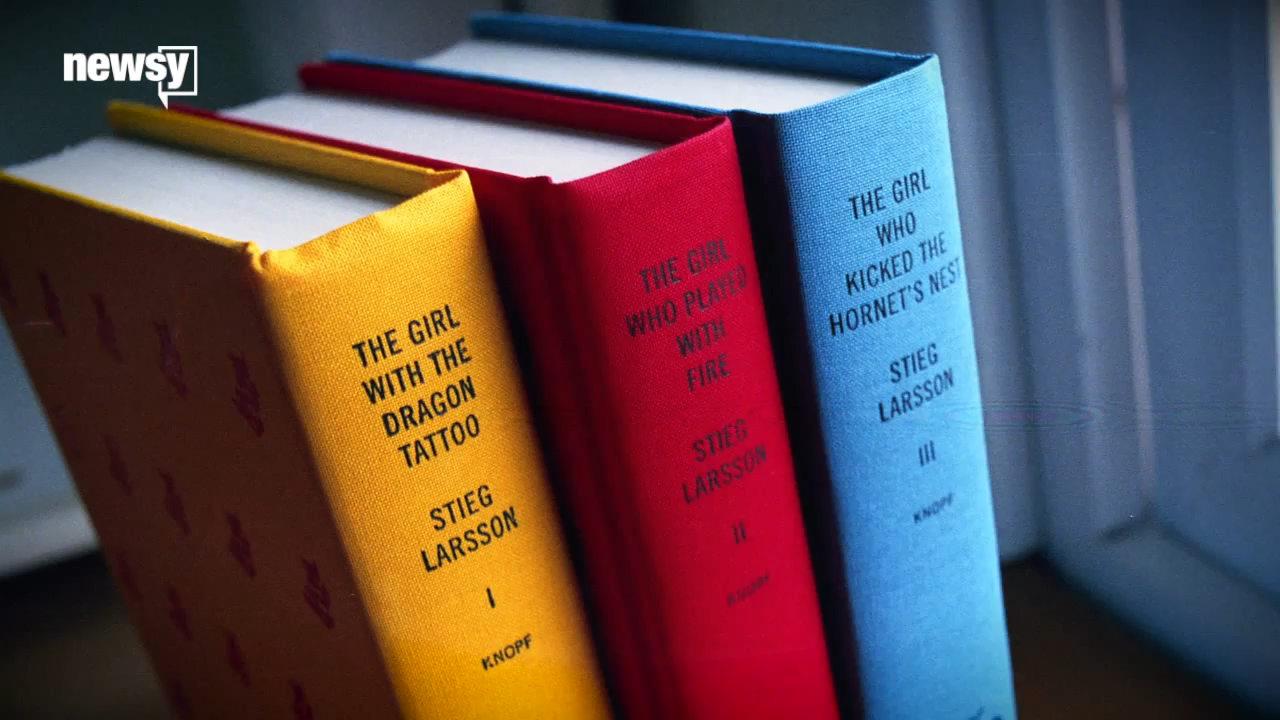 newsy
THE GIRL
WITH THE
DRAGON
TATTOO
STIEG
LARSSON
I
KNOPF
THE GIRL
WHO PLAYED
WITH
FIRE
STIEG
LARSSON
II
KNOPF
THE GIRL
WHO
KICKED THE
HORNET'S NEST
STIEG
LARSSON
III
KNOPF